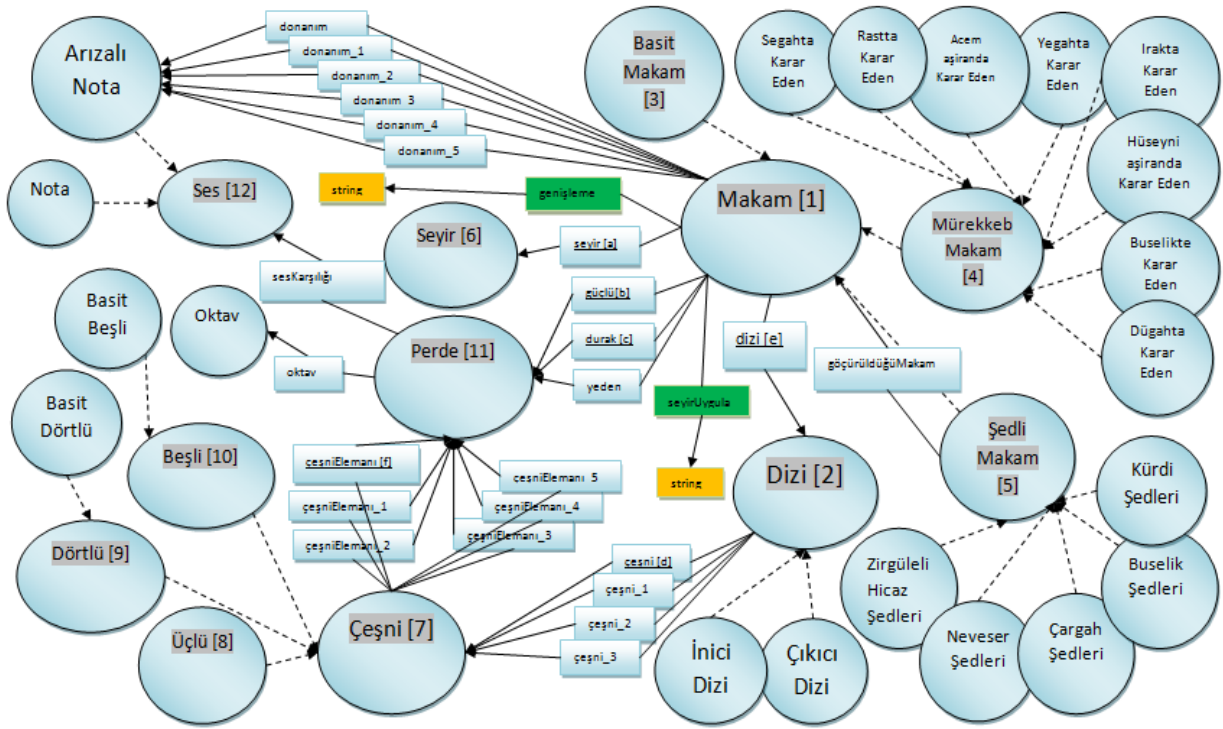 Arızalı
Nota
donanım
donanım_1
donanım_2
donanım_3
donanım_4
donanım_5
Basit
Makam
[3]
Segahta
Karar
Eden
Rastta
Karar
Eden
Acem
aşiranda
Karar Eden
Yegahta
Karar
Eden
Irakta
Karar
Eden
Hüseyni
aşiranda
Karar Eden
Buselikte
Karar
Eden
Dügahta
Karar
Eden
Nota
Ses [12]
string
genişleme
Makam [1]
Mürekkeb
Makam
[4]
Seyir [6]
seyir [a]
sesKarşılığı
Basit
Beşli
Oktav
oktav
Perde [11]
güçlü[b]
durak [c]
yeden
dizi [e]
göçürüldüğüMakam
seyirUygula
string
Basit
Dörtlü
Beşli [10]
Dörtlü [9]
Üçlü [8]
çeşniElemanı [f]
çeşniElemanı_1
çeşniElemanı_2
çeşniElemanı_5
çeşniElemanı_4
çeşniElemanı_3
Çeşni [7]
çeşni [d]
çeşni_1
çeşni_2
çeşni_3
Dizi [2]
İnici
Dizi
Çıkıcı
Dizi
Şedli
Makam
[5]
Kürdi
Şedleri
Buselik
Şedleri
Zirgüleli
Hicaz
Şedleri
Neveser
Şedleri
Çargah
Şedleri